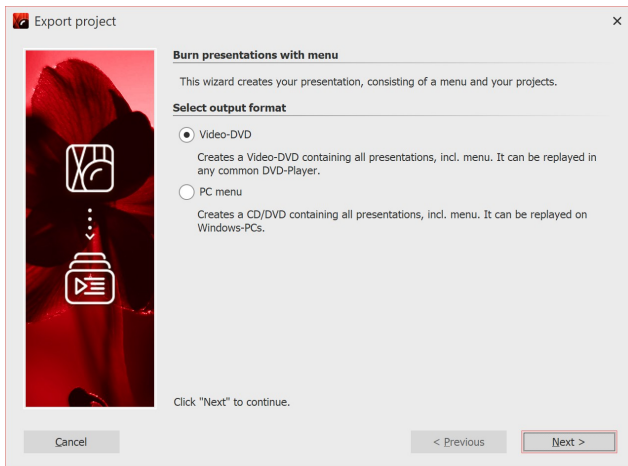 Export project
Burn presentations with menu
This wizard creates your presentation, consisting of a menu and your projects.
Select output format
Video-DVD
Creates a Video-DVD containing all presentations, incl. menu. It can be replayed in
any common DVD-Player.
PC menu
Creates a CD/DVD containing all presentations, incl. menu. It can be replayed on
Windows-PCs.
Click "Next" to continue.
Cancel
< Previous
Next >